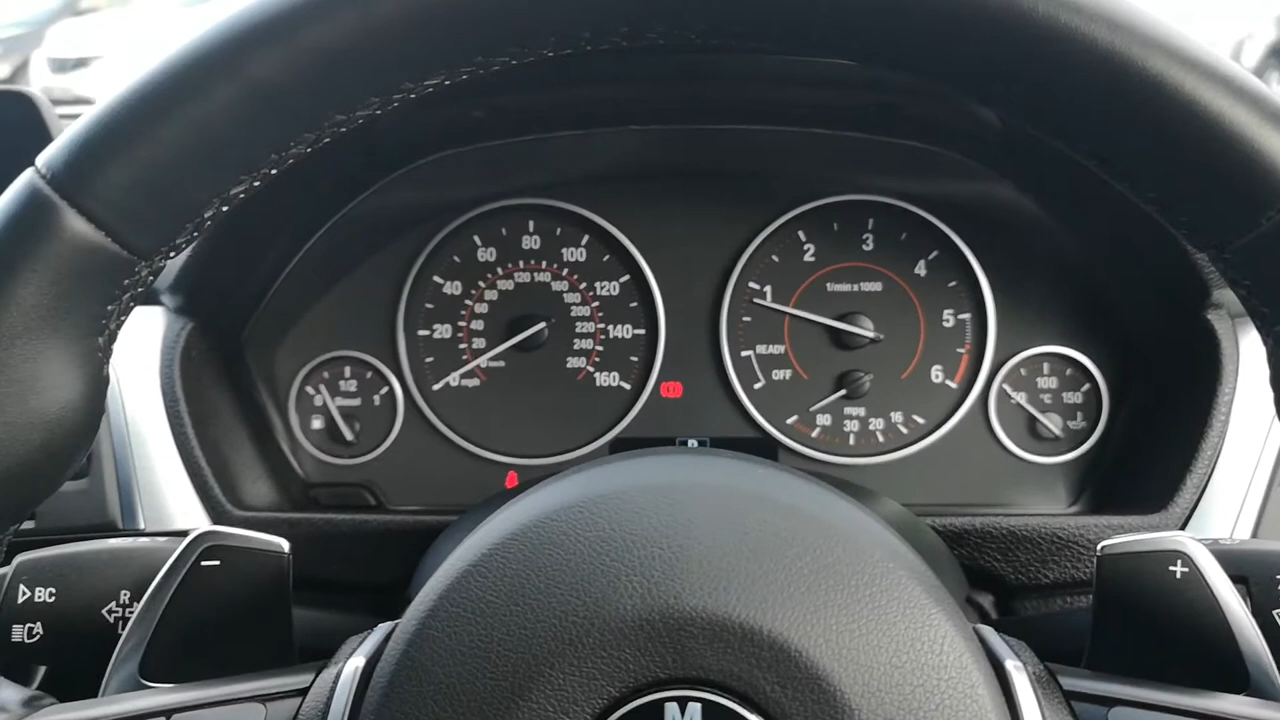 20 40 60 80 100 120 140 160
0 mph
20 40 60 80 100 120 140 160 180 200 220 240 260
0 km/h
0 1/2 1
1 2 3 4 5 6
1/min x 1000
READY
OFF
mpg
80 30 20 16
50 100 150
°C
P
BC
R
L
A
−
+
M